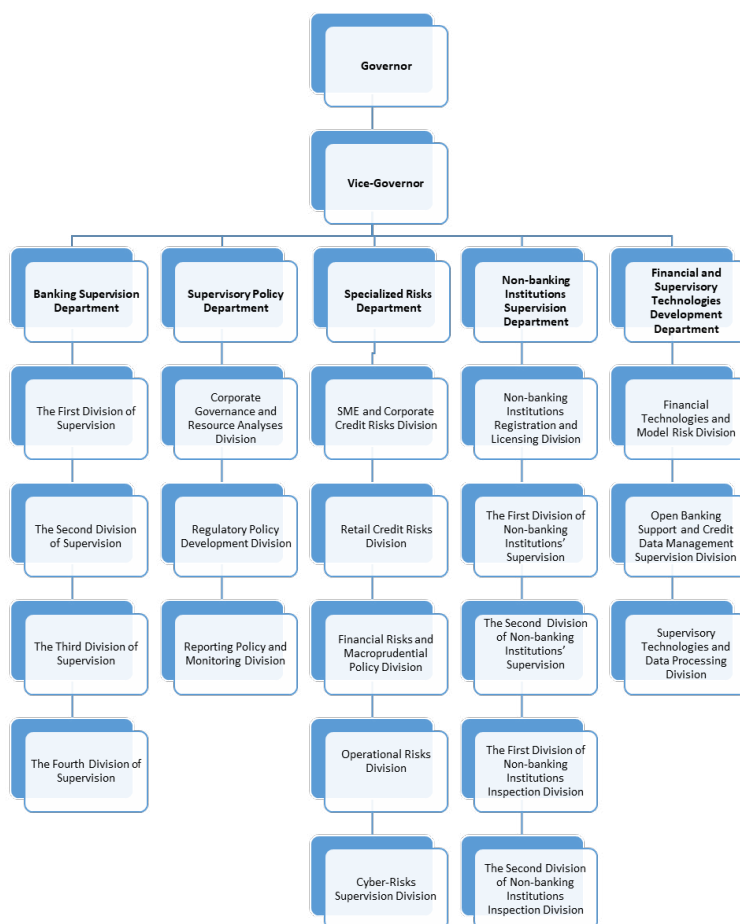 Governor
Vice-Governor
Banking Supervision
Department
Supervisory Policy
Department
Specialized Risks
Department
Non-banking
Institutions
Supervision
Department
Financial and
Supervisory
Technologies
Development
Department
The First Division of
Supervision
Corporate
Governance and
Resource Analyses
Division
SME and Corporate
Credit Risks Division
Non-banking
Institutions
Registration and
Licensing Division
Financial
Technologies and
Model Risk Division
The Second Division
of Supervision
Regulatory Policy
Development Division
Retail Credit Risks
Division
The First Division of
Non-banking
Institutions’
Supervision
Open Banking
Support and Credit
Data Management
Supervision Division
The Third Division of
Supervision
Reporting Policy and
Monitoring Division
Financial Risks and
Macroprudential
Policy Division
The Second Division
of Non-banking
Institutions’
Supervision
Supervisory
Technologies and
Data Processing
Division
The Fourth Division of
Supervision
Operational Risks
Division
The First Division of
Non-banking
Institutions
Inspection Division
Cyber-Risks
Supervision Division
The Second Division
of Non-banking
Institutions
Inspection Division